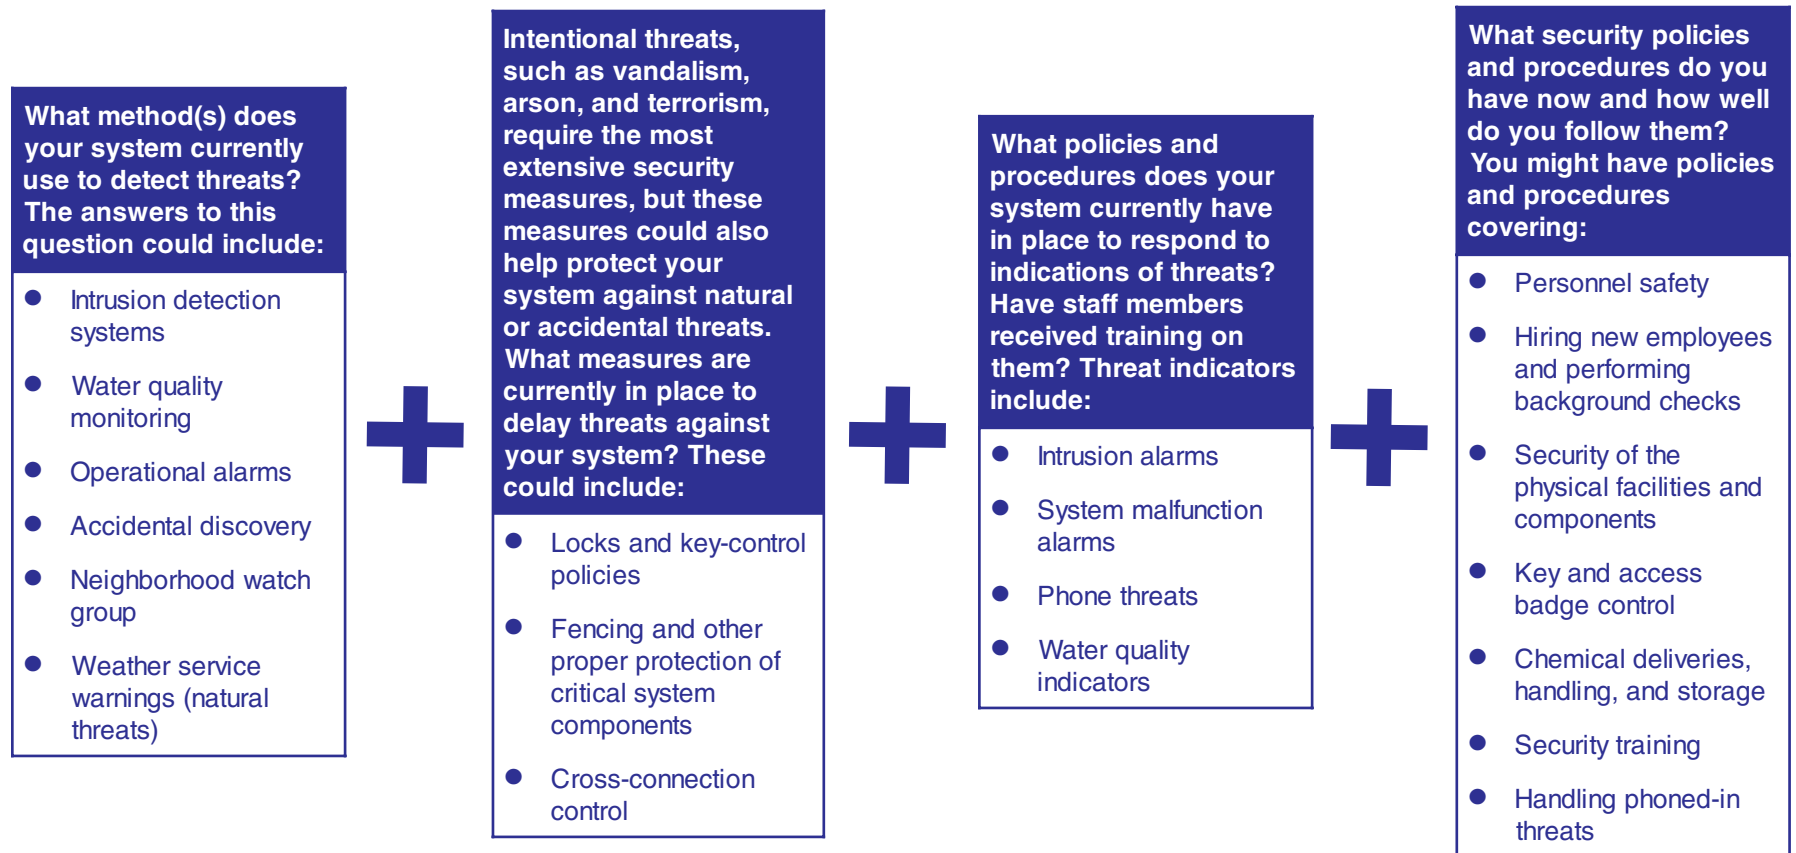 What method(s) does
your system currently
use to detect threats?
The answers to this
question could include:
● Intrusion detection
systems
● Water quality
monitoring
● Operational alarms
● Accidental discovery
● Neighborhood watch
group
● Weather service
warnings (natural
threats)
Intentional threats,
such as vandalism,
arson, and terrorism,
require the most
extensive security
measures, but these
measures could also
help protect your
system against natural
or accidental threats.
What measures are
currently in place to
delay threats against
your system? These
could include:
● Locks and key-control
policies
● Fencing and other
proper protection of
critical system
components
● Cross-connection
control
What policies and
procedures does your
system currently have
in place to respond to
indications of threats?
Have staff members
received training on
them? Threat indicators
include:
● Intrusion alarms
● System malfunction
alarms
● Phone threats
● Water quality
indicators
What security policies
and procedures do you
have now and how well
do you follow them?
You might have policies
and procedures
covering:
● Personnel safety
● Hiring new employees
and performing
background checks
● Security of the
physical facilities and
components
● Key and access
badge control
● Chemical deliveries,
handling, and storage
● Security training
● Handling phoned-in
threats